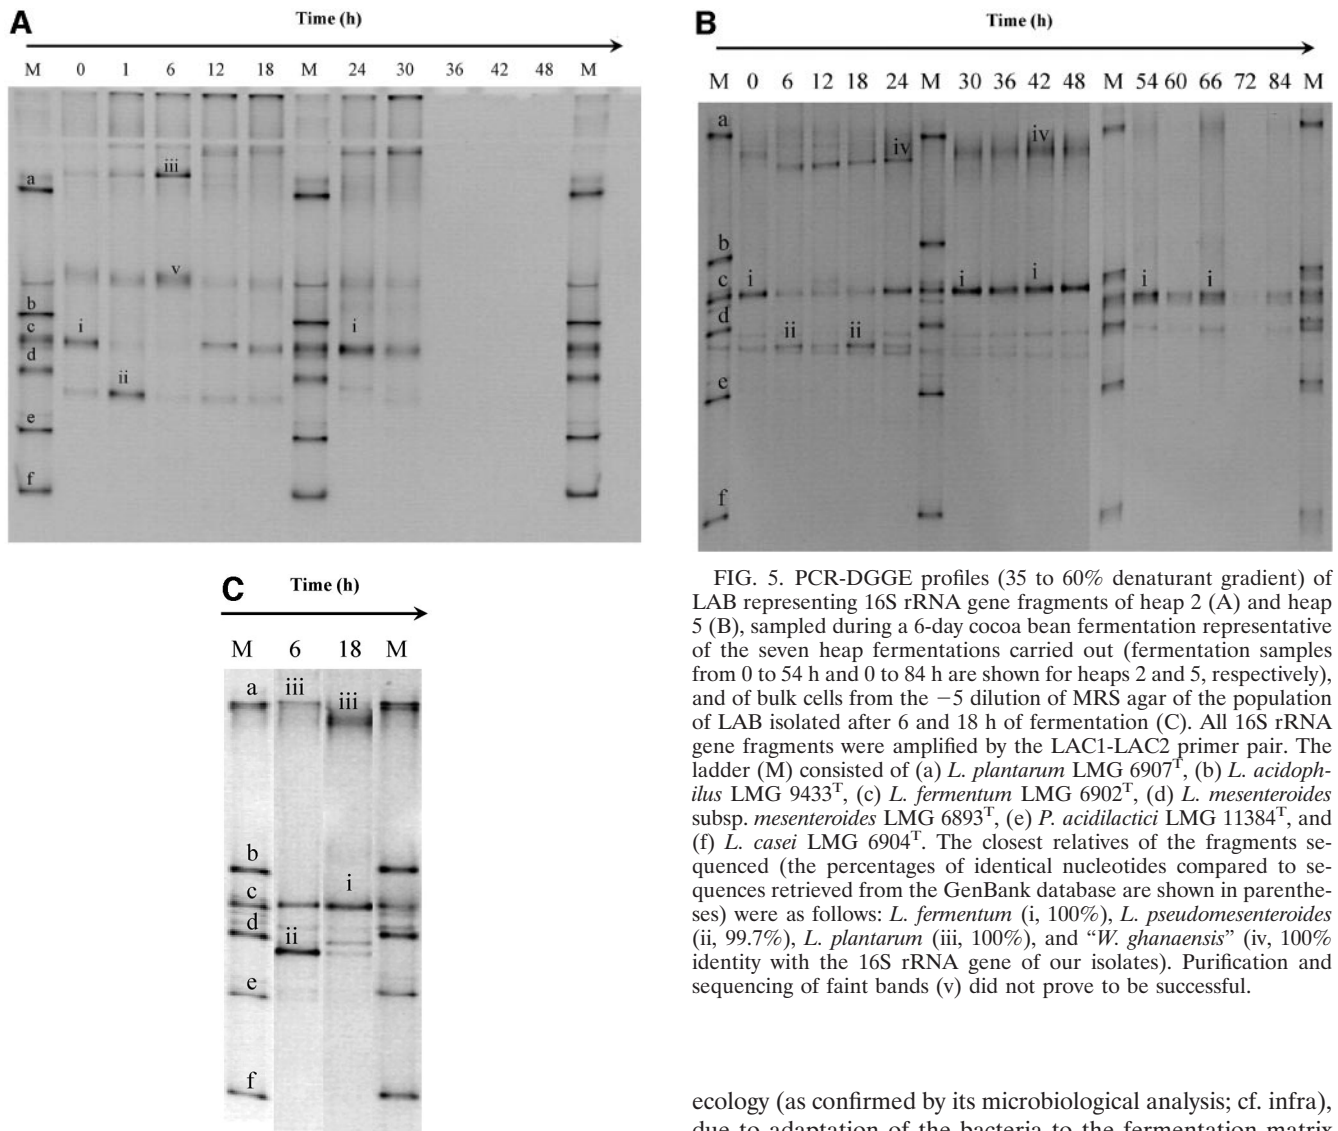 A
Time (h)
M 0 1 6 12 18 M 24 30 36 42 48 M
iii
a
v
b
i
c
i
d
ii
e
f
B
Time (h)
M 0 6 12 18 24 M 30 36 42 48 M 54 60 66 72 84 M
a
iv
iv
b
c
i
i
i
i
i
d
ii
ii
e
f
C
Time (h)
M 6 18 M
a
iii
iii
b
c
i
d
ii
e
f
FIG. 5. PCR-DGGE profiles (35 to 60% denaturant gradient) of
LAB representing 16S rRNA gene fragments of heap 2 (A) and heap
5 (B), sampled during a 6-day cocoa bean fermentation representative
of the seven heap fermentations carried out (fermentation samples
from 0 to 54 h and 0 to 84 h are shown for heaps 2 and 5, respectively),
and of bulk cells from the −5 dilution of MRS agar of the population
of LAB isolated after 6 and 18 h of fermentation (C). All 16S rRNA
gene fragments were amplified by the LAC1-LAC2 primer pair. The
ladder (M) consisted of (a) L. plantarum LMG 6907T, (b) L. acidoph-
ilus LMG 9433T, (c) L. fermentum LMG 6902T, (d) L. mesenteroides
subsp. mesenteroides LMG 6893T, (e) P. acidilactici LMG 11384T, and
(f) L. casei LMG 6904T. The closest relatives of the fragments se-
quenced (the percentages of identical nucleotides compared to se-
quences retrieved from the GenBank database are shown in parenthe-
ses) were as follows: L. fermentum (i, 100%), L. pseudomesenteroides
(ii, 99.7%), L. plantarum (iii, 100%), and “W. ghanaensis” (iv, 100%
identity with the 16S rRNA gene of our isolates). Purification and
sequencing of faint bands (v) did not prove to be successful.
ecology (as confirmed by its microbiological analysis; cf. infra),
due to adaptation of the bacteria to the fermentation matrix